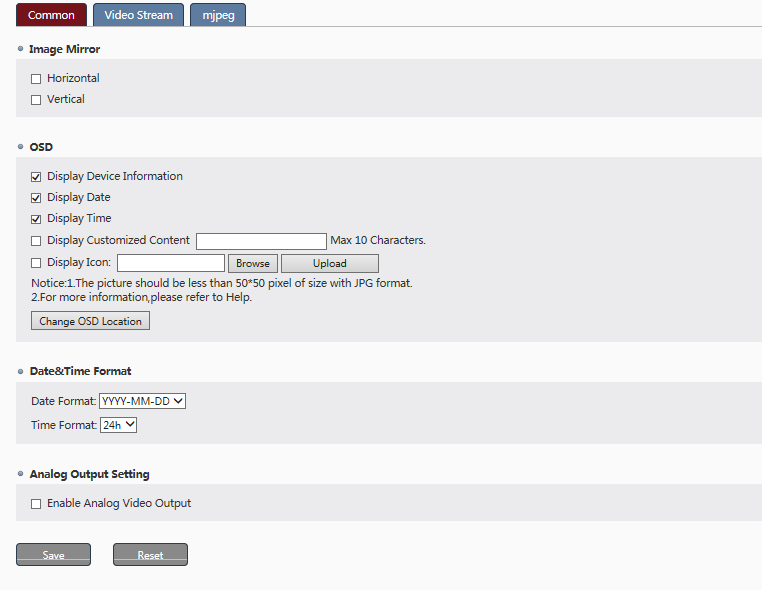 Common Video Stream mjpeg
Image Mirror
Horizontal
Vertical
OSD
Display Device Information
Display Date
Display Time
Display Customized Content Max 10 Characters.
Display Icon: Browse Upload
Notice:1.The picture should be less than 50*50 pixel of size with JPG format.
2.For more information,please refer to Help.
Change OSD Location
Date&Time Format
Date Format: YYYY-MM-DD
Time Format: 24h
Analog Output Setting
Enable Analog Video Output
Save Reset